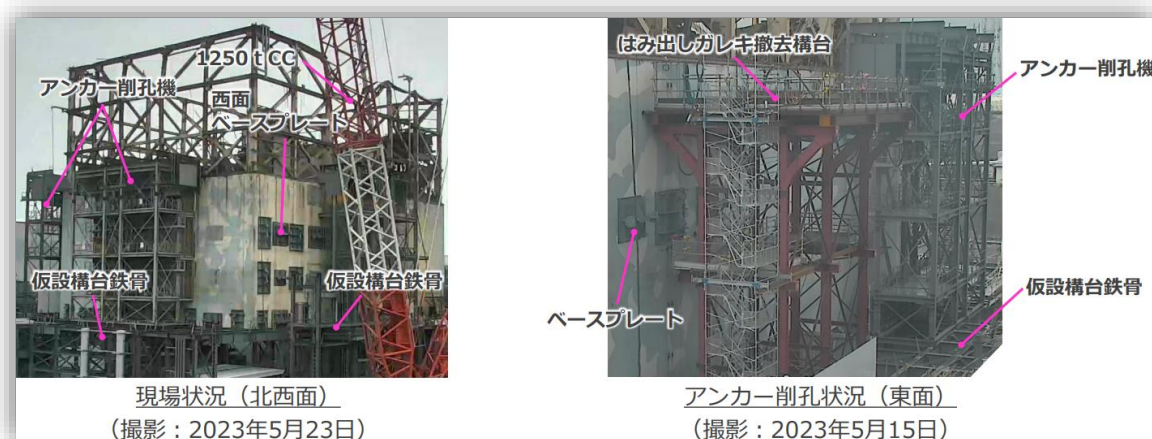 1250ｔCC
アンカー削孔機
西面
ベースプレート
仮設構台鉄骨
仮設構台鉄骨
現場状況（北西面）
（撮影：2023年5月23日）
はみ出しガレキ撤去構台
アンカー削孔機
ベースプレート
仮設構台鉄骨
アンカー削孔状況（東面）
（撮影：2023年5月15日）